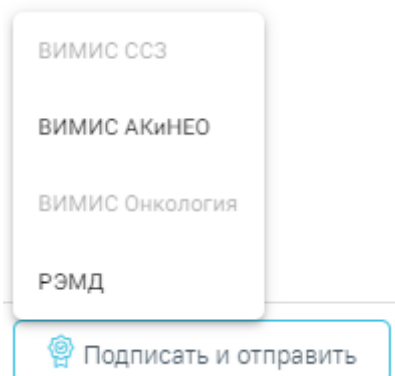 ВИМИС ССЗ
ВИМИС АКиНЕО
ВИМИС Онкология
РЭМД
Подписать и отправить